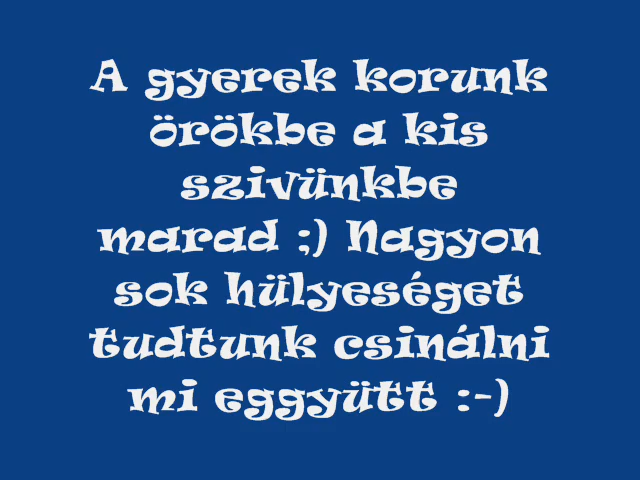 A gyerek korunk
örökbe a kis
szivünkbe
marad ;) Nagyon
sok hülyeséget
tudtunk csinálni
mi eggyütt :-)